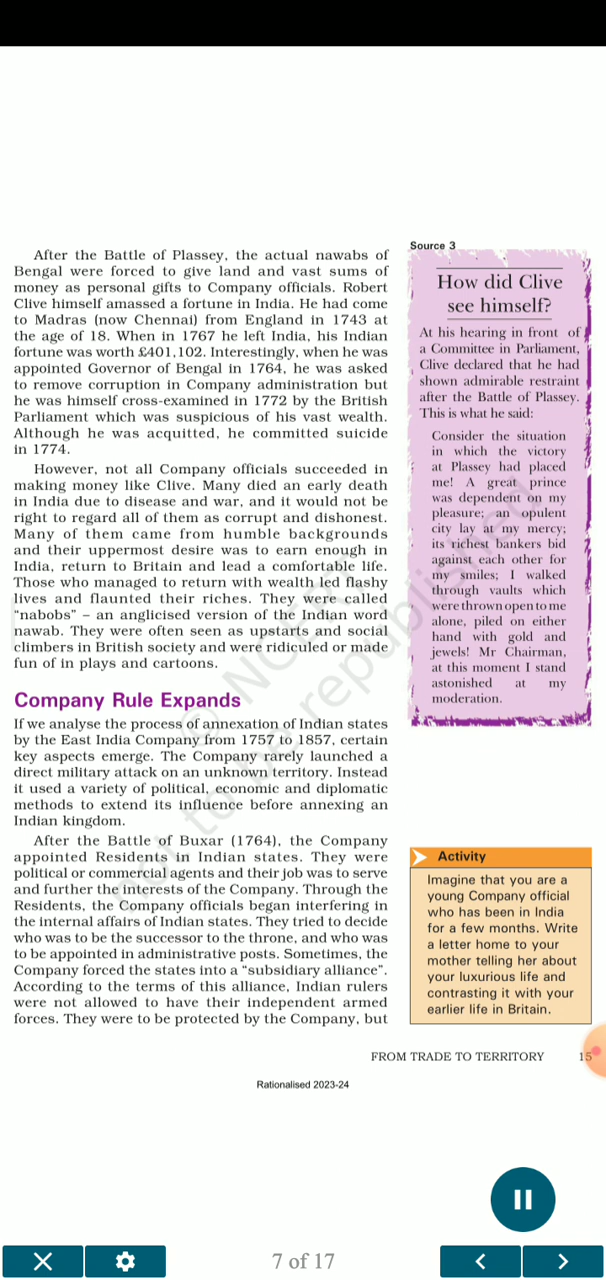 After the Battle of Plassey, the actual nawabs of
Bengal were forced to give land and vast sums of
money as personal gifts to Company officials. Robert
Clive himself amassed a fortune in India. He had come
to Madras (now Chennai) from England in 1743 at
the age of 18. When in 1767 he left India, his Indian
fortune was worth £401,102. Interestingly, when he was
appointed Governor of Bengal in 1764, he was asked
to remove corruption in Company administration but
he was himself cross-examined in 1772 by the British
Parliament which was suspicious of his vast wealth.
Although he was acquitted, he committed suicide
in 1774.
However, not all Company officials succeeded in
making money like Clive. Many died an early death
in India due to disease and war, and it would not be
right to regard all of them as corrupt and dishonest.
Many of them came from humble backgrounds
and their uppermost desire was to earn enough in
India, return to Britain and lead a comfortable life.
Those who managed to return with wealth led flashy
lives and flaunted their riches. They were called
"nabobs" – an anglicised version of the Indian word
nawab. They were often seen as upstarts and social
climbers in British society and were ridiculed or made
fun of in plays and cartoons.
Company Rule Expands
If we analyse the process of annexation of Indian states
by the East India Company from 1757 to 1857, certain
key aspects emerge. The Company rarely launched a
direct military attack on an unknown territory. Instead
it used a variety of political, economic and diplomatic
methods to extend its influence before annexing an
Indian kingdom.
After the Battle of Buxar (1764), the Company
appointed Residents in Indian states. They were
political or commercial agents and their job was to serve
and further the interests of the Company. Through the
Residents, the Company officials began interfering in
the internal affairs of Indian states. They tried to decide
who was to be the successor to the throne, and who was
to be appointed in administrative posts. Sometimes, the
Company forced the states into a "subsidiary alliance".
According to the terms of this alliance, Indian rulers
were not allowed to have their independent armed
forces. They were to be protected by the Company, but
Source 3
How did Clive
see himself?
At his hearing in front of
a Committee in Parliament,
Clive declared that he had
shown admirable restraint
after the Battle of Plassey.
This is what he said:
Consider the situation
in which the victory
at Plassey had placed
me! A great prince
was dependent on my
pleasure; an opulent
city lay at my mercy;
its richest bankers bid
against each other for
my smiles; I walked
through vaults which
were thrown open to me
alone, piled on either
hand with gold and
jewels! Mr Chairman,
at this moment I stand
astonished at my
moderation.
Activity
Imagine that you are a
young Company official
who has been in India
for a few months. Write
a letter home to your
mother telling her about
your luxurious life and
contrasting it with your
earlier life in Britain.
FROM TRADE TO TERRITORY 15
Rationalised 2023-24
© NCERT
not to be republished
7 of 17